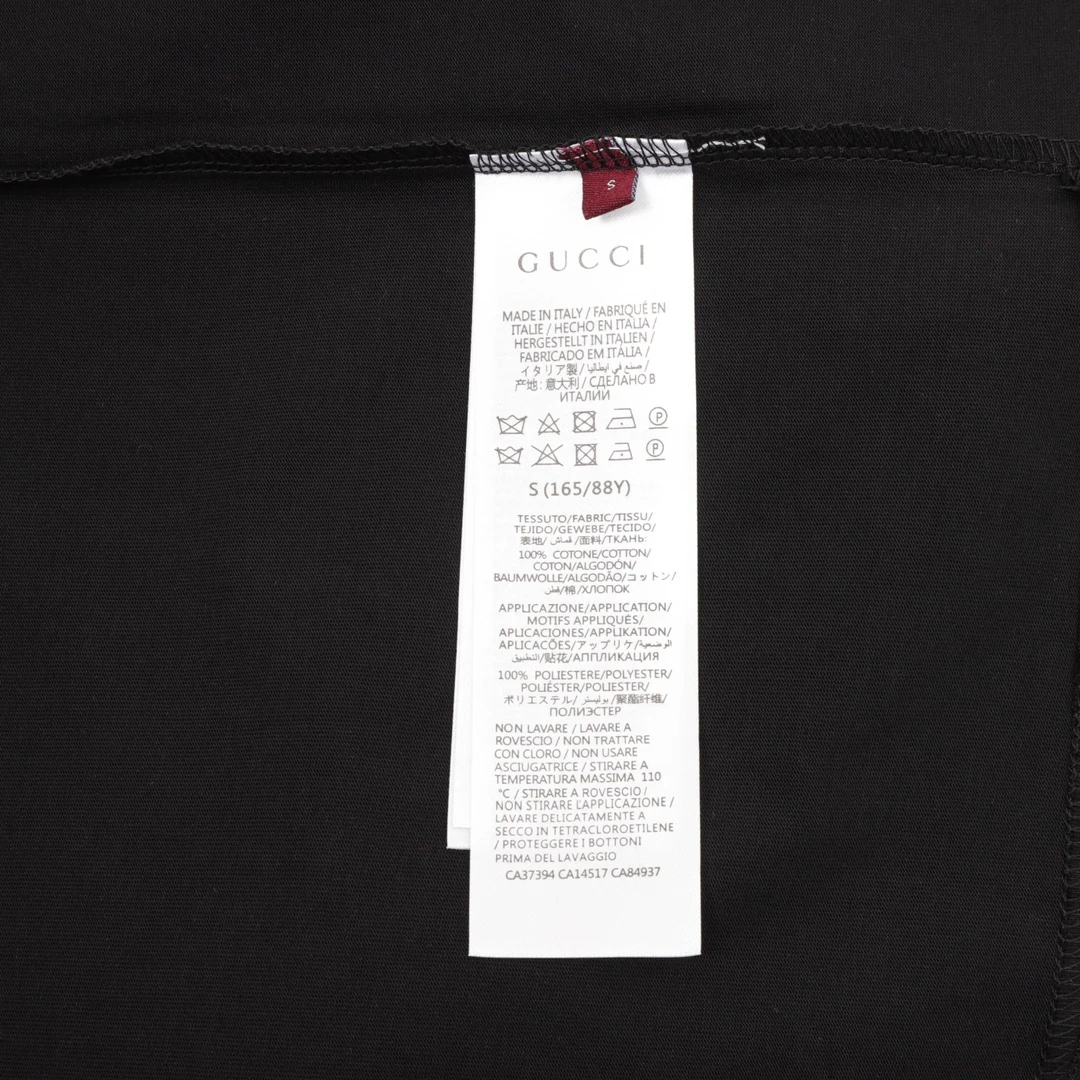 S
GUCCI
MADE IN ITALY / FABRIQUÉ EN
ITALIE / HECHO EN ITALIA /
HERGESTELLT IN ITALIEN /
FABRICADO EM ITÁLIA /
イタリア製 / صنع في ايطاليا /
产地: 意大利 / СДЕЛАНО В
ИТАЛИИ
P
P
S (165/88Y)
TESSUTO/FABRIC/TISSU/
TEJIDO/GEWEBE/TECIDO/
表地/ قماش /面料/ТКАНЬ:
100% COTONE/COTTON/
COTON/ALGODÓN/
BAUMWOLLE/ALGODÃO/コットン/
قطن/棉/ХЛОПОК
APPLICAZIONE/APPLICATION/
MOTIFS APPLIQUÉS/
APLICACIONES/APPLIKATION/
APLICAÇÕES/アップリケ/الوضعية
التطبيق/贴花/АППЛИКАЦИЯ
100% POLIESTERE/POLYESTER/
POLIÉSTER/POLIESTER/
ポリエステル/ بوليستر /聚酯纤维/
ПОЛИЭСТЕР
NON LAVARE / LAVARE A
ROVESCIO / NON TRATTARE
CON CLORO / NON USARE
ASCIUGATRICE / STIRARE A
TEMPERATURA MASSIMA 110
°C / STIRARE A ROVESCIO /
NON STIRARE L'APPLICAZIONE /
LAVARE DELICATAMENTE A
SECCO IN TETRACLOROETILENE
/ PROTEGGERE I BOTTONI
PRIMA DEL LAVAGGIO
CA37394 CA14517 CA84937